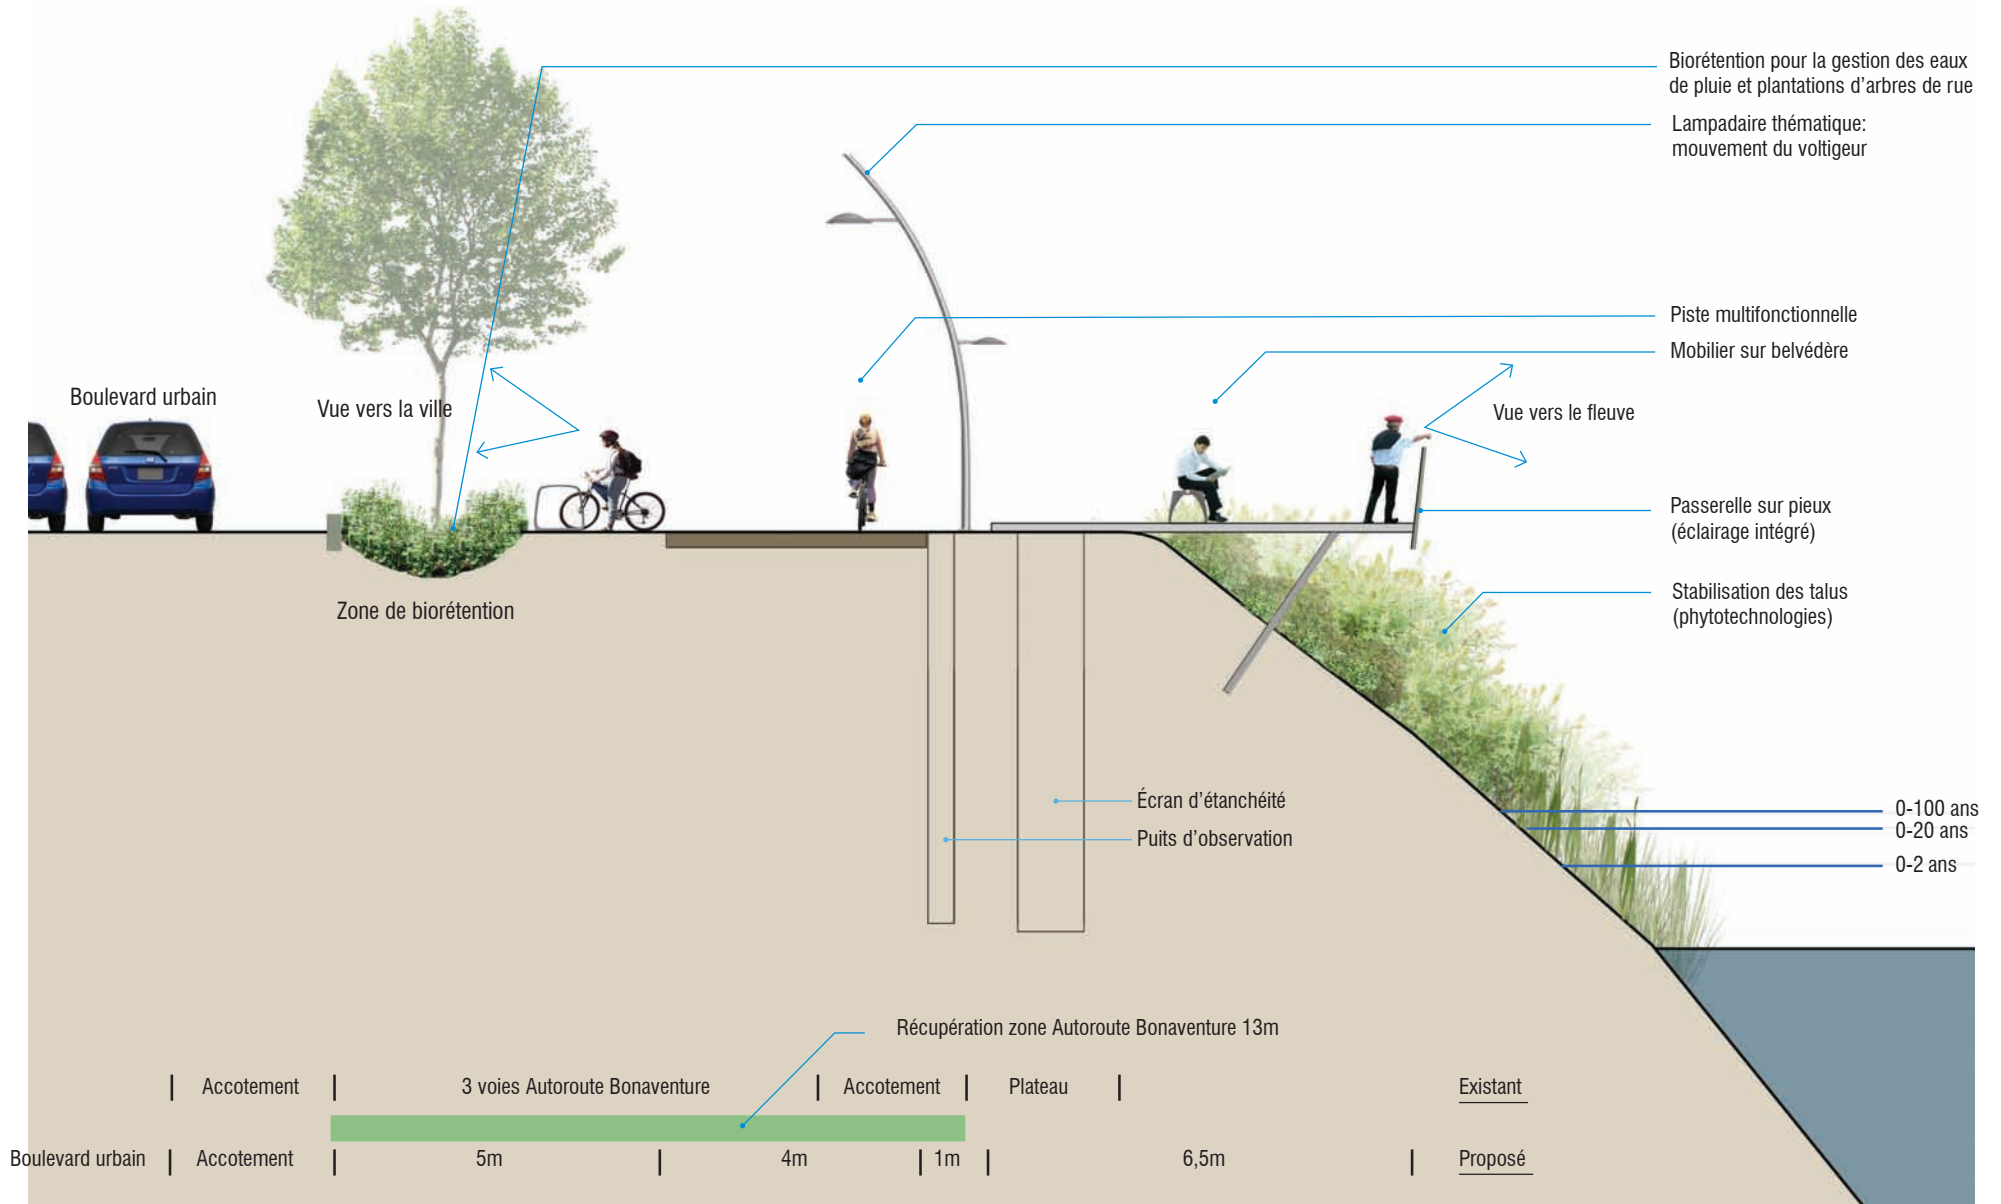 Biorétention pour la gestion des eaux
de pluie et plantations d'arbres de rue
Lampadaire thématique:
mouvement du voltigeur
Piste multifonctionnelle
Mobilier sur belvédère
Boulevard urbain
Vue vers la ville
Vue vers le fleuve
Passerelle sur pieux
(éclairage intégré)
Stabilisation des talus
(phytotechnologies)
Zone de biorétention
Écran d'étanchéité
Puits d'observation
0-100 ans
0-20 ans
0-2 ans
Récupération zone Autoroute Bonaventure 13m
Accotement 3 voies Autoroute Bonaventure Accotement Plateau Existant
Boulevard urbain Accotement 5m 4m 1m 6,5m Proposé